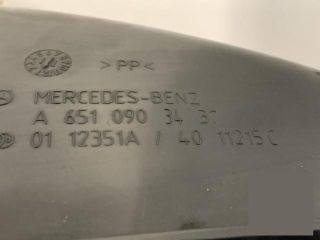 >PP<
MERCEDES-BENZ
A 651 090 34 37
01 12351A / 40 11215C